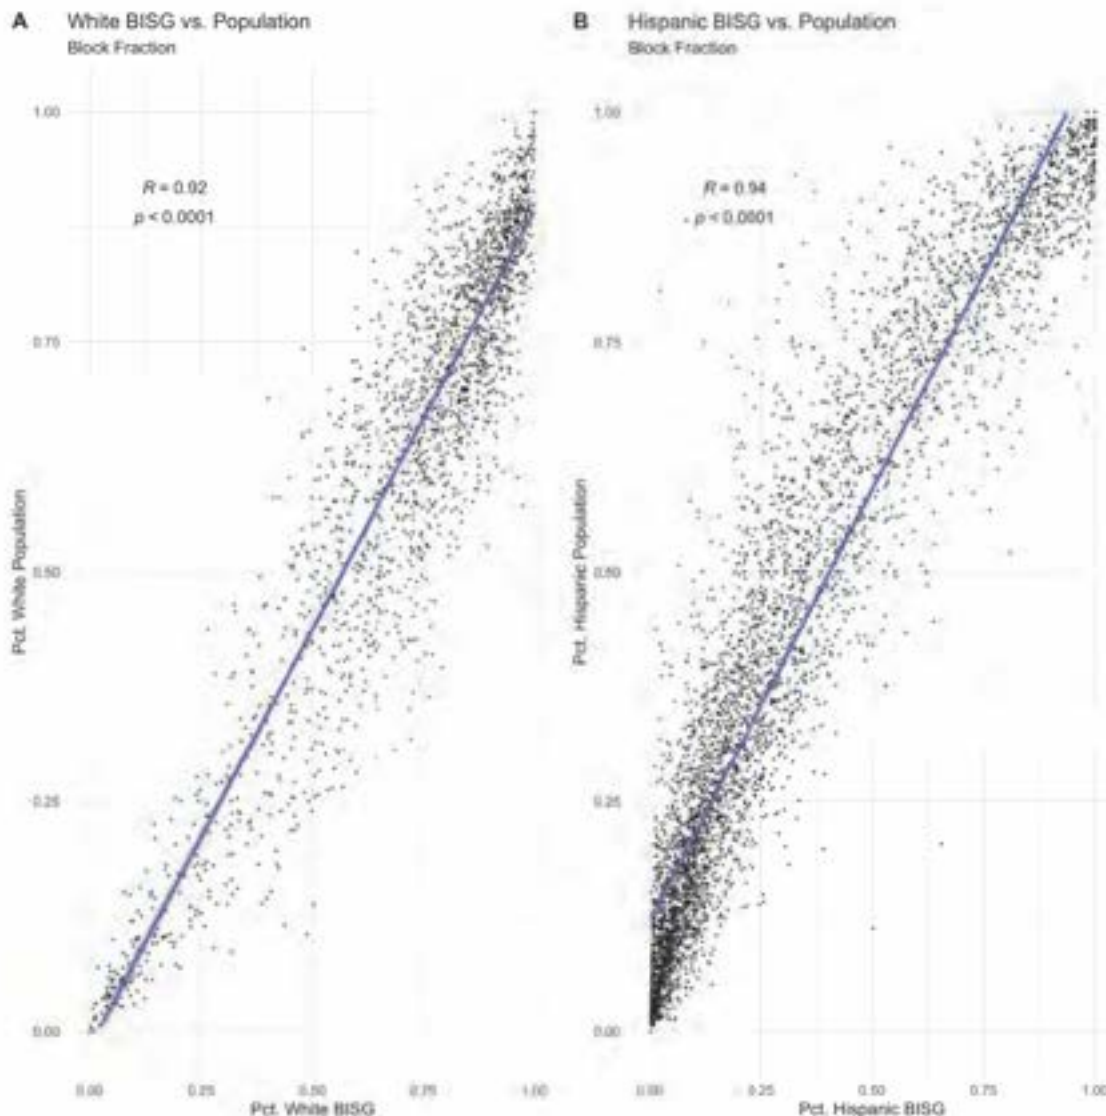 A White BISG vs. Population
Block Fraction
1.00
0.75
0.50
0.25
0.00
R = 0.92
p < 0.0001
Pct. White Population
0.00 0.25 0.50 0.75 1.00
Pct. White BISG
B Hispanic BISG vs. Population
Block Fraction
1.00
0.75
0.50
0.25
0.00
R = 0.94
p < 0.0001
Pct. Hispanic Population
0.00 0.25 0.50 0.75 1.00
Pct. Hispanic BISG